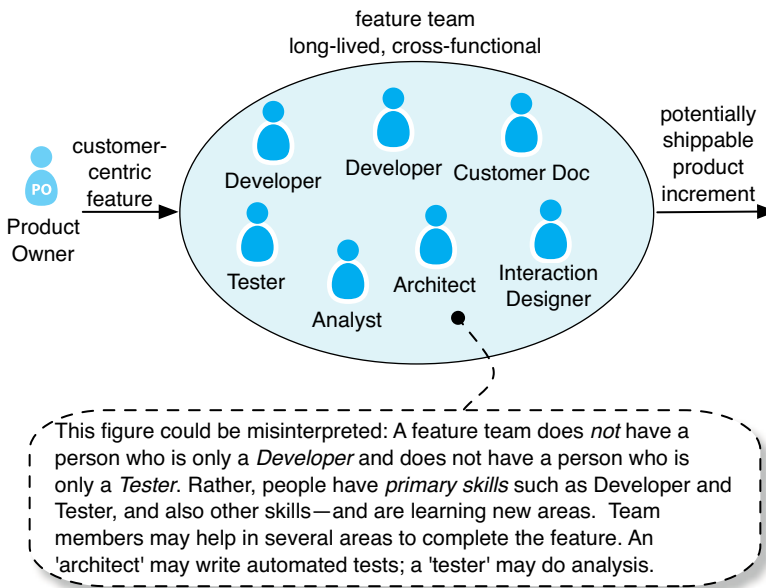 feature team
long-lived, cross-functional
customer-
centric
feature
potentially
shippable
product
increment
PO
Product
Owner
Developer
Developer
Customer Doc
Tester
Analyst
Architect
Interaction
Designer
This figure could be misinterpreted: A feature team does not have a
person who is only a Developer and does not have a person who is
only a Tester. Rather, people have primary skills such as Developer and
Tester, and also other skills—and are learning new areas. Team
members may help in several areas to complete the feature. An
'architect' may write automated tests; a 'tester' may do analysis.